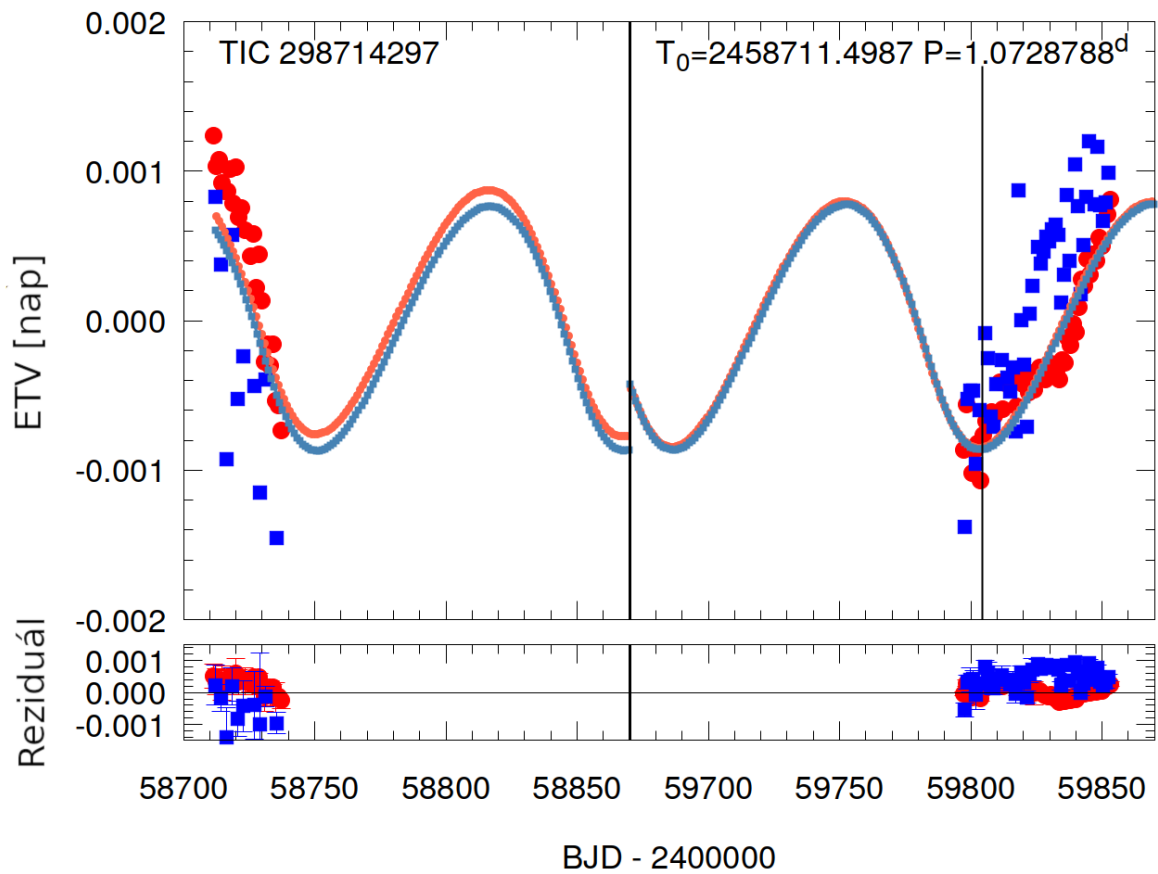 TIC 298714297
T₀=2458711.4987 P=1.0728788ᵈ
ETV [nap]
0.002
0.001
0.000
-0.001
-0.002
Reziduál
0.001
0.000
-0.001
58700 58750 58800 58850 59700 59750 59800 59850
BJD - 2400000